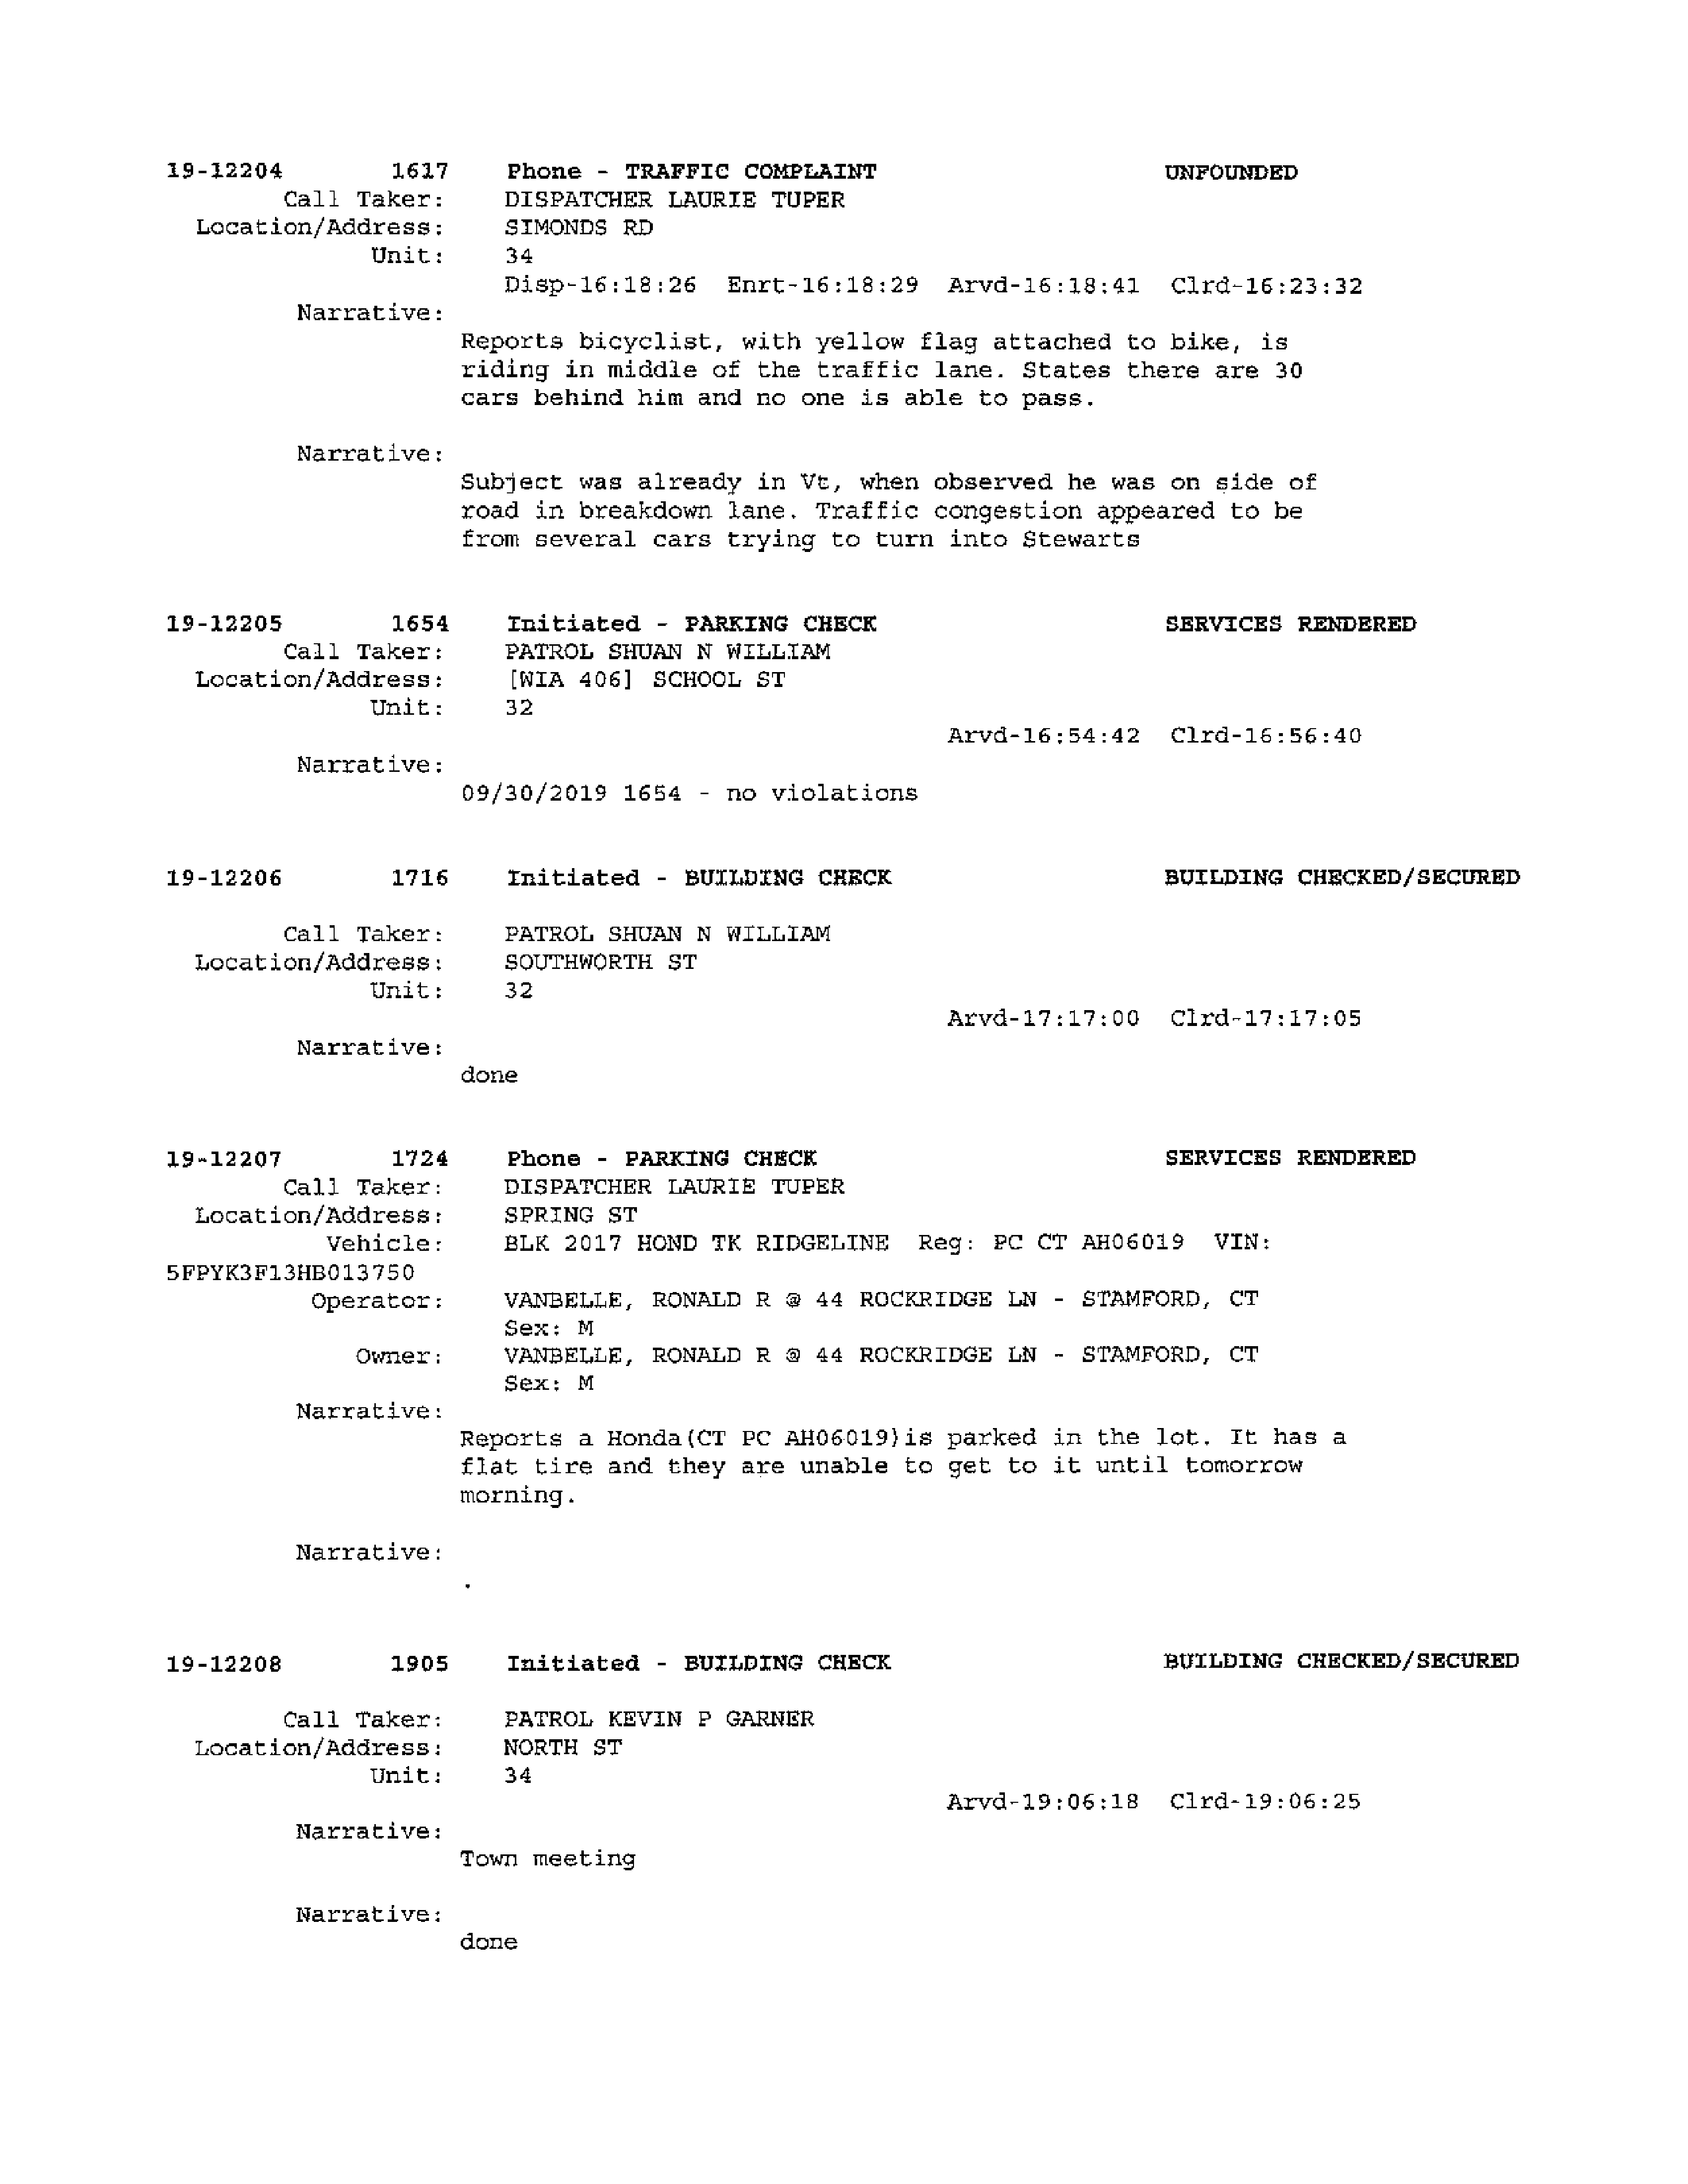 19-12204 1617 Phone - TRAFFIC COMPLAINT UNFOUNDED
Call Taker: DISPATCHER LAURIE TUPER
Location/Address: SIMONDS RD
Unit: 34
Disp-16:18:26 Enrt-16:18:29 Arvd-16:18:41 Clrd-16:23:32
Narrative:
Reports bicyclist, with yellow flag attached to bike, is
riding in middle of the traffic lane. States there are 30
cars behind him and no one is able to pass.
Narrative:
Subject was already in Vt, when observed he was on side of
road in breakdown lane. Traffic congestion appeared to be
from several cars trying to turn into Stewarts
19-12205 1654 Initiated - PARKING CHECK SERVICES RENDERED
Call Taker: PATROL SHUAN N WILLIAM
Location/Address: [WIA 406] SCHOOL ST
Unit: 32
Arvd-16:54:42 Clrd-16:56:40
Narrative:
09/30/2019 1654 - no violations
19-12206 1716 Initiated - BUILDING CHECK BUILDING CHECKED/SECURED
Call Taker: PATROL SHUAN N WILLIAM
Location/Address: SOUTHWORTH ST
Unit: 32
Arvd-17:17:00 Clrd-17:17:05
Narrative:
done
19-12207 1724 Phone - PARKING CHECK SERVICES RENDERED
Call Taker: DISPATCHER LAURIE TUPER
Location/Address: SPRING ST
Vehicle: BLK 2017 HOND TK RIDGELINE Reg: PC CT AH06019 VIN:
5FPYK3F13HB013750
Operator: VANBELLE, RONALD R @ 44 ROCKRIDGE LN - STAMFORD, CT
Sex: M
Owner: VANBELLE, RONALD R @ 44 ROCKRIDGE LN - STAMFORD, CT
Sex: M
Narrative:
Reports a Honda(CT PC AH06019)is parked in the lot. It has a
flat tire and they are unable to get to it until tomorrow
morning.
Narrative:
.
19-12208 1905 Initiated - BUILDING CHECK BUILDING CHECKED/SECURED
Call Taker: PATROL KEVIN P GARNER
Location/Address: NORTH ST
Unit: 34
Arvd-19:06:18 Clrd-19:06:25
Narrative:
Town meeting
Narrative:
done